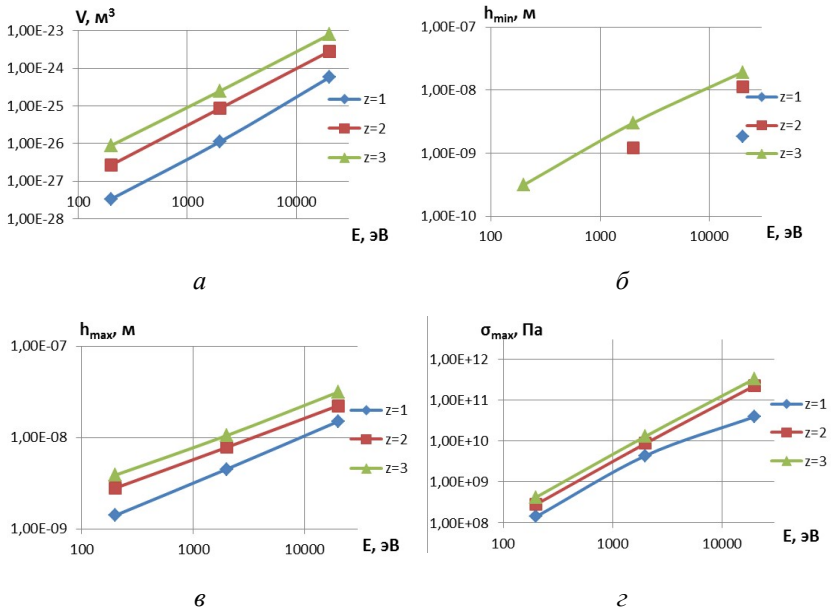 V, м³
1,00E-23
1,00E-24
1,00E-25
1,00E-26
1,00E-27
1,00E-28
100
1000
10000
E, эВ
z=1
z=2
z=3
а
hmin, м
1,00E-07
1,00E-08
1,00E-09
1,00E-10
100
1000
10000
E, эВ
z=1
z=2
z=3
б
hmax, м
1,00E-07
1,00E-08
1,00E-09
100
1000
10000
E, эВ
z=1
z=2
z=3
в
σmax, Па
1,00E+12
1,00E+11
1,00E+10
1,00E+09
1,00E+08
100
1000
10000
E, эВ
z=1
z=2
z=3
г